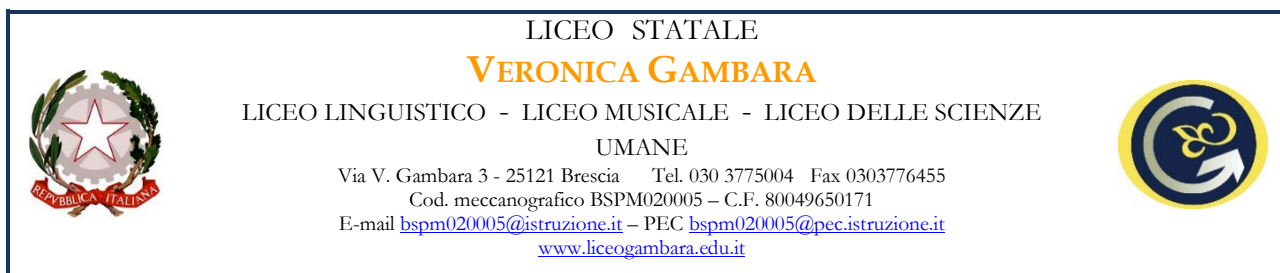 LICEO STATALE
VERONICA GAMBARA
LICEO LINGUISTICO - LICEO MUSICALE - LICEO DELLE SCIENZE
UMANE
Via V. Gambara 3 - 25121 Brescia Tel. 030 3775004 Fax 0303776455
Cod. meccanografico BSPM020005 – C.F. 80049650171
E-mail bspm020005@istruzione.it – PEC bspm020005@pec.istruzione.it
www.liceogambara.edu.it
REPVBBLICA ITALIANA